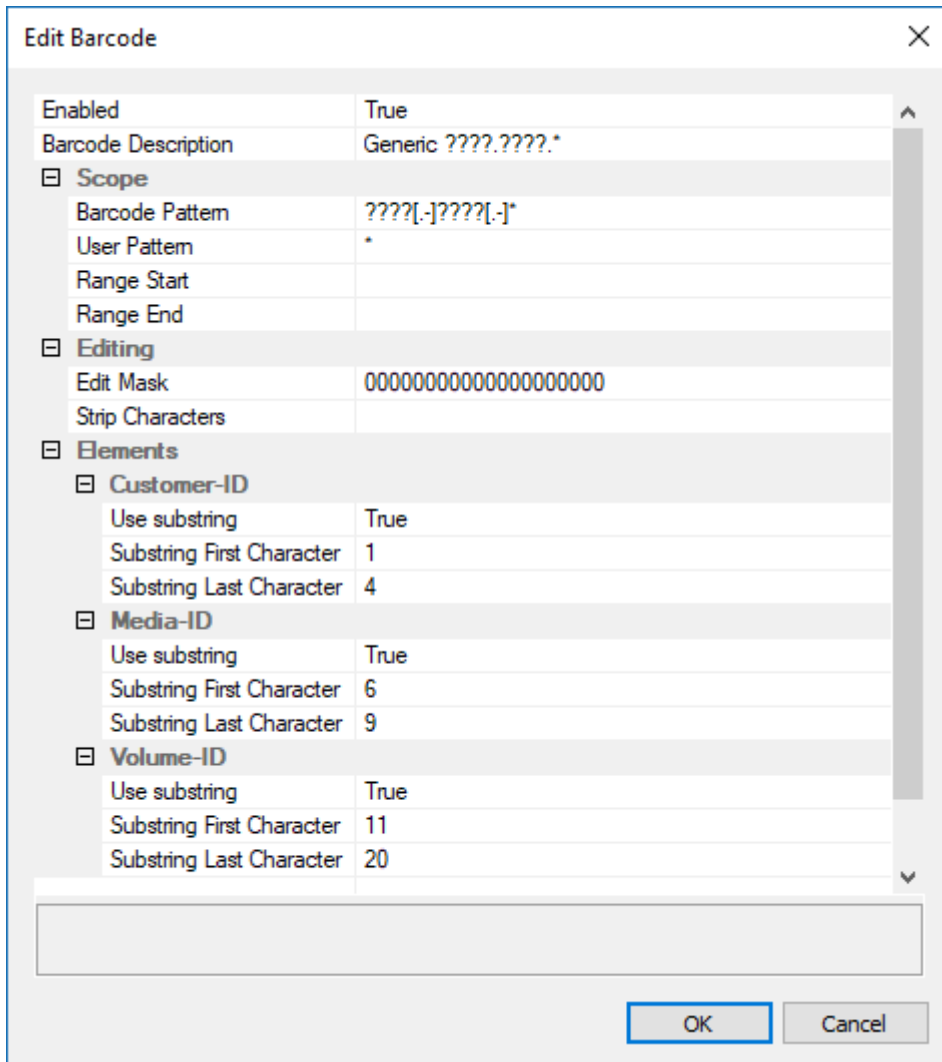 Edit Barcode
Enabled True
Barcode Description Generic ????.????.*
Scope
Barcode Pattern ????[.-]????[.-]*
User Pattern *
Range Start
Range End
Editing
Edit Mask 00000000000000000000
Strip Characters
Elements
Customer-ID
Use substring True
Substring First Character 1
Substring Last Character 4
Media-ID
Use substring True
Substring First Character 6
Substring Last Character 9
Volume-ID
Use substring True
Substring First Character 11
Substring Last Character 20
OK Cancel